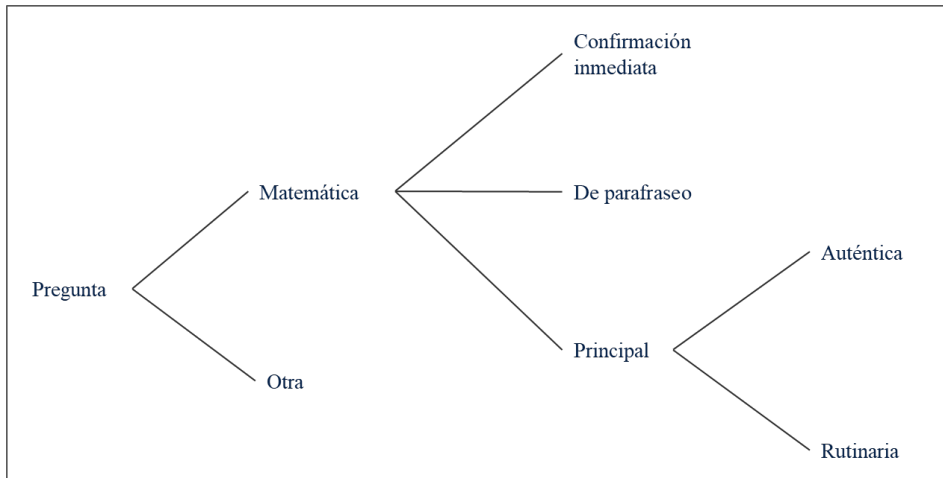 Confirmación
inmediata
Matemática
De parafraseo
Auténtica
Pregunta
Principal
Otra
Rutinaria